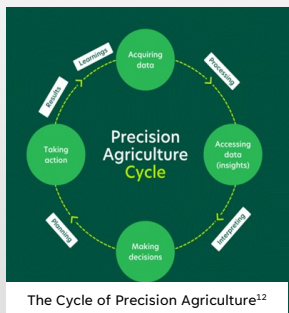 Acquiring
data
Processing
Accessing
data
(insights)
Interpreting
Making
decisions
Planning
Taking
action
Results
Learnings
Precision
Agriculture
Cycle
The Cycle of Precision Agriculture¹²